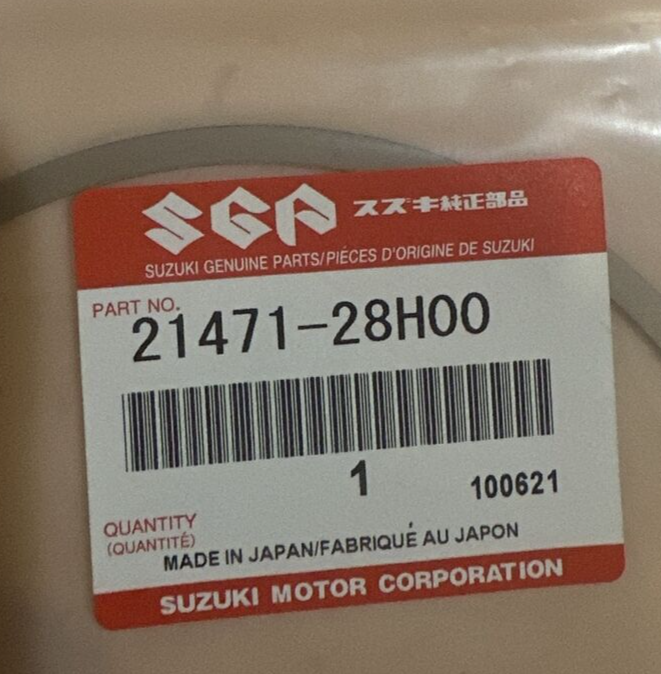 SGP スズキ純正部品
SUZUKI GENUINE PARTS/PIÉCES D'ORIGINE DE SUZUKI
PART NO.
21471-28H00
1 100621
QUANTITY
(QUANTITÉ)
MADE IN JAPAN/FABRIQUÉ AU JAPON
SUZUKI MOTOR CORPORATION